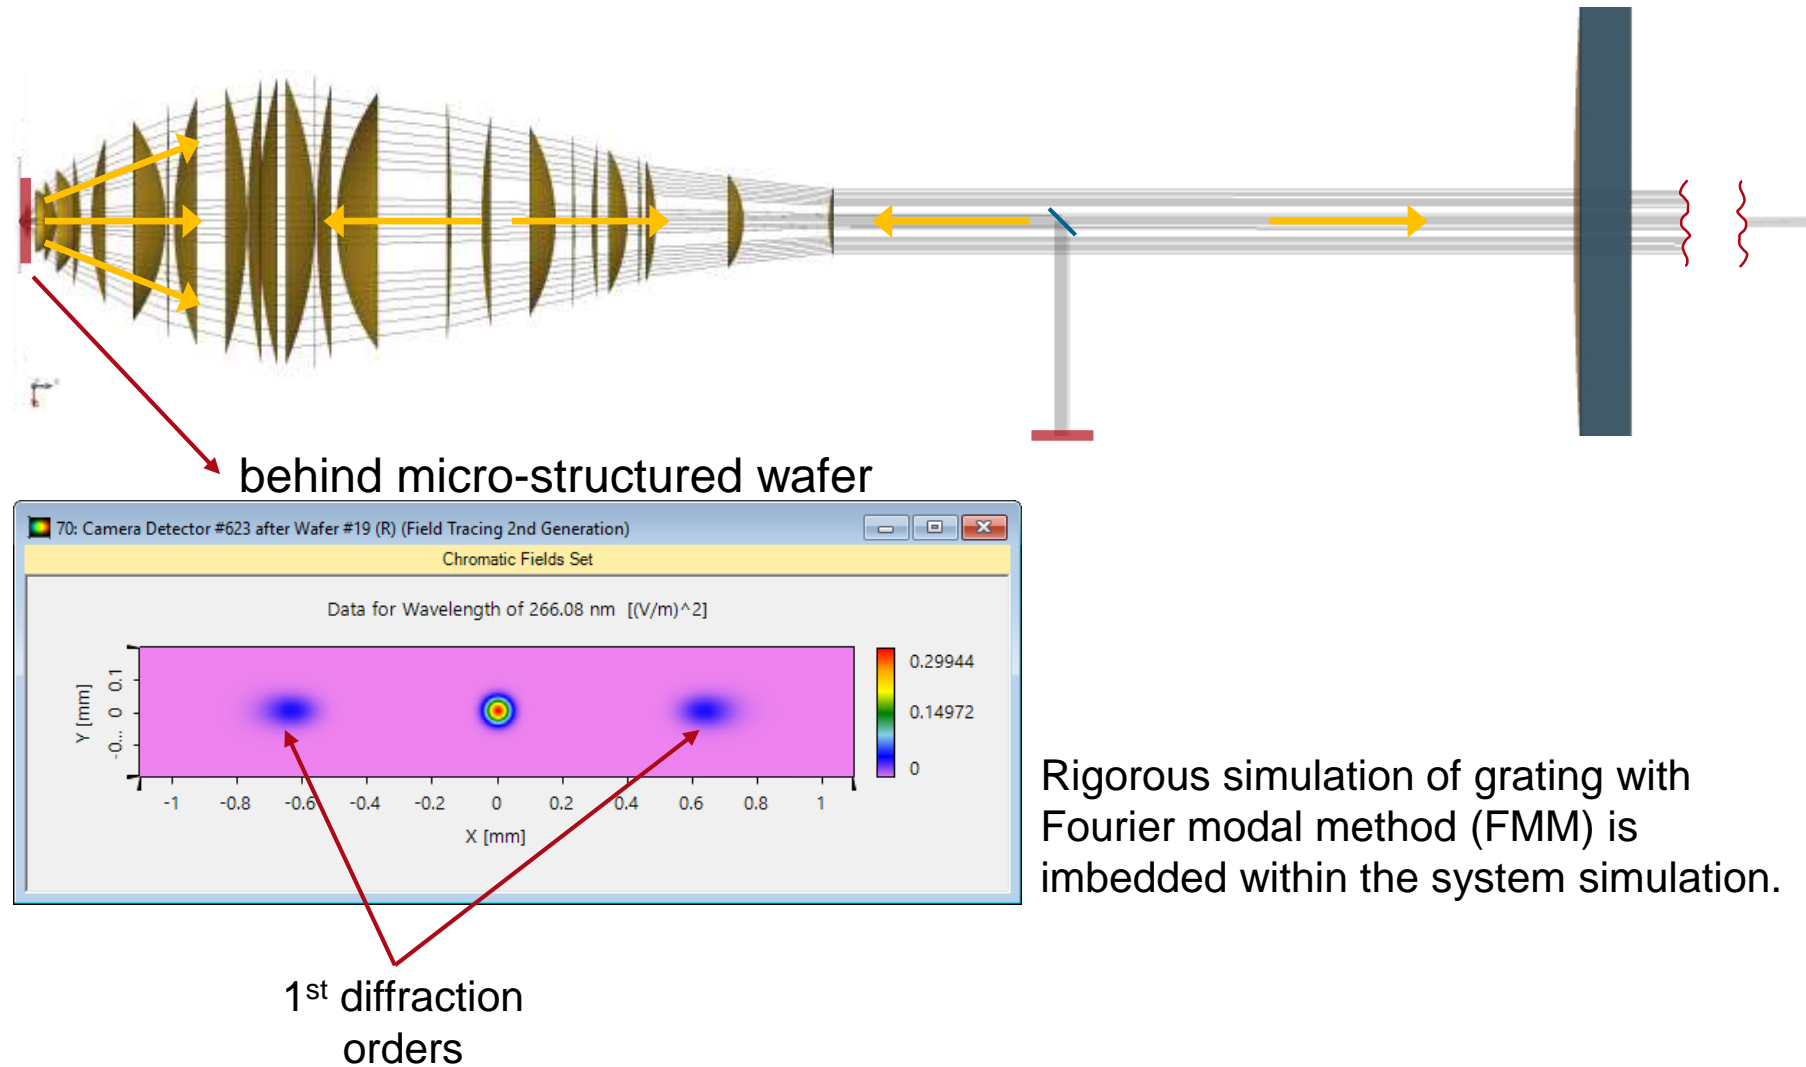 behind micro-structured wafer
70: Camera Detector #623 after Wafer #19 (R) (Field Tracing 2nd Generation)
Chromatic Fields Set
Data for Wavelength of 266.08 nm [(V/m)^2]
0.29944
0.14972
0
Y [mm]
0.1
0
-0...
-1 -0.8 -0.6 -0.4 -0.2 0 0.2 0.4 0.6 0.8 1
X [mm]
Rigorous simulation of grating with
Fourier modal method (FMM) is
imbedded within the system simulation.
1st diffraction
orders